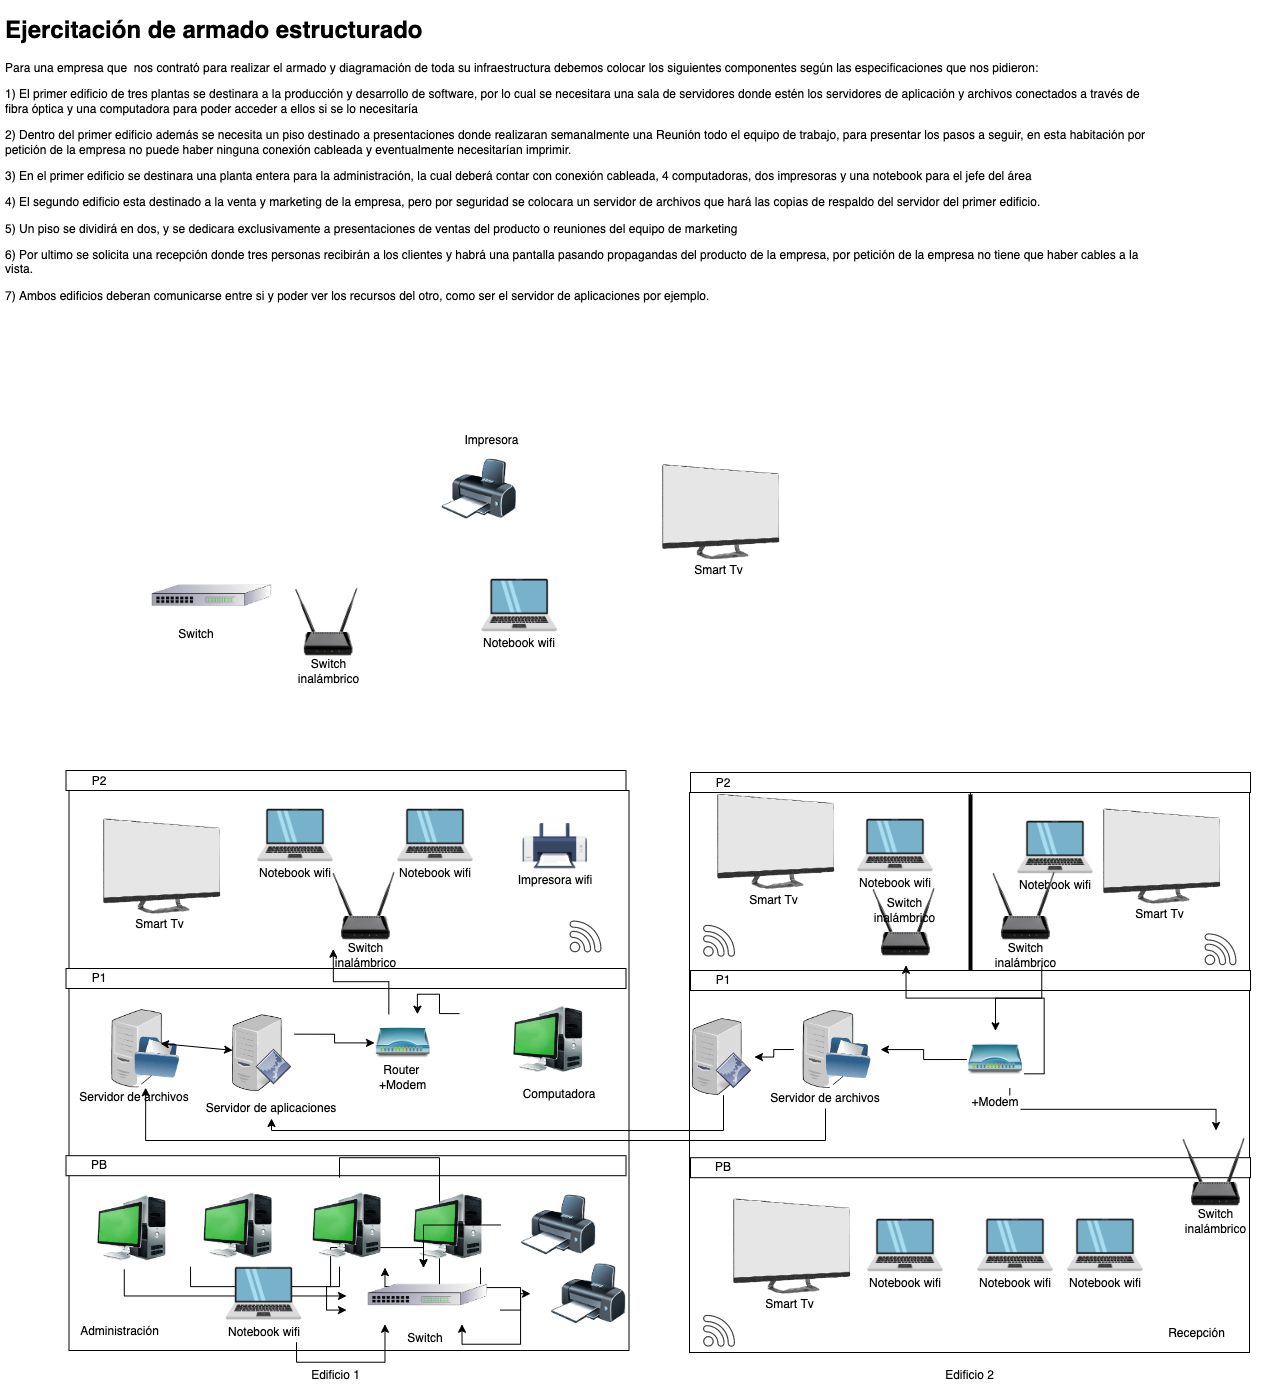 Ejercitación de armado estructurado
Para una empresa que  nos contrató para realizar el armado y diagramación de toda su infraestructura debemos colocar los siguientes componentes según las especificaciones que nos pidieron:
1) El primer edificio de tres plantas se destinara a la producción y desarrollo de software, por lo cual se necesitara una sala de servidores donde estén los servidores de aplicación y archivos conectados a través de
fibra óptica y una computadora para poder acceder a ellos si se lo necesitaría
2) Dentro del primer edificio además se necesita un piso destinado a presentaciones donde realizaran semanalmente una Reunión todo el equipo de trabajo, para presentar los pasos a seguir, en esta habitación por
petición de la empresa no puede haber ninguna conexión cableada y eventualmente necesitarían imprimir.
3) En el primer edificio se destinara una planta entera para la administración, la cual deberá contar con conexión cableada, 4 computadoras, dos impresoras y una notebook para el jefe del área
4) El segundo edificio esta destinado a la venta y marketing de la empresa, pero por seguridad se colocara un servidor de archivos que hará las copias de respaldo del servidor del primer edificio.
5) Un piso se dividirá en dos, y se dedicara exclusivamente a presentaciones de ventas del producto o reuniones del equipo de marketing
6) Por ultimo se solicita una recepción donde tres personas recibirán a los clientes y habrá una pantalla pasando propagandas del producto de la empresa, por petición de la empresa no tiene que haber cables a la
vista.
7) Ambos edificios deberan comunicarse entre si y poder ver los recursos del otro, como ser el servidor de aplicaciones por ejemplo.
Impresora
Smart Tv
Switch
Notebook wifi
Switch
inalámbrico
P2
Notebook wifi
Notebook wifi
Impresora wifi
Smart Tv
Switch
inalámbrico
P1
Router
+Modem
Servidor de archivos
Computadora
Servidor de aplicaciones
PB
Administración
Notebook wifi
Switch
Edificio 1
P2
Notebook wifi
Notebook wifi
Smart Tv
Switch
inalámbrico
Smart Tv
Switch
inalámbrico
P1
Servidor de archivos
+Modem
PB
Switch
inalámbrico
Notebook wifi
Notebook wifi
Notebook wifi
Smart Tv
Recepción
Edificio 2